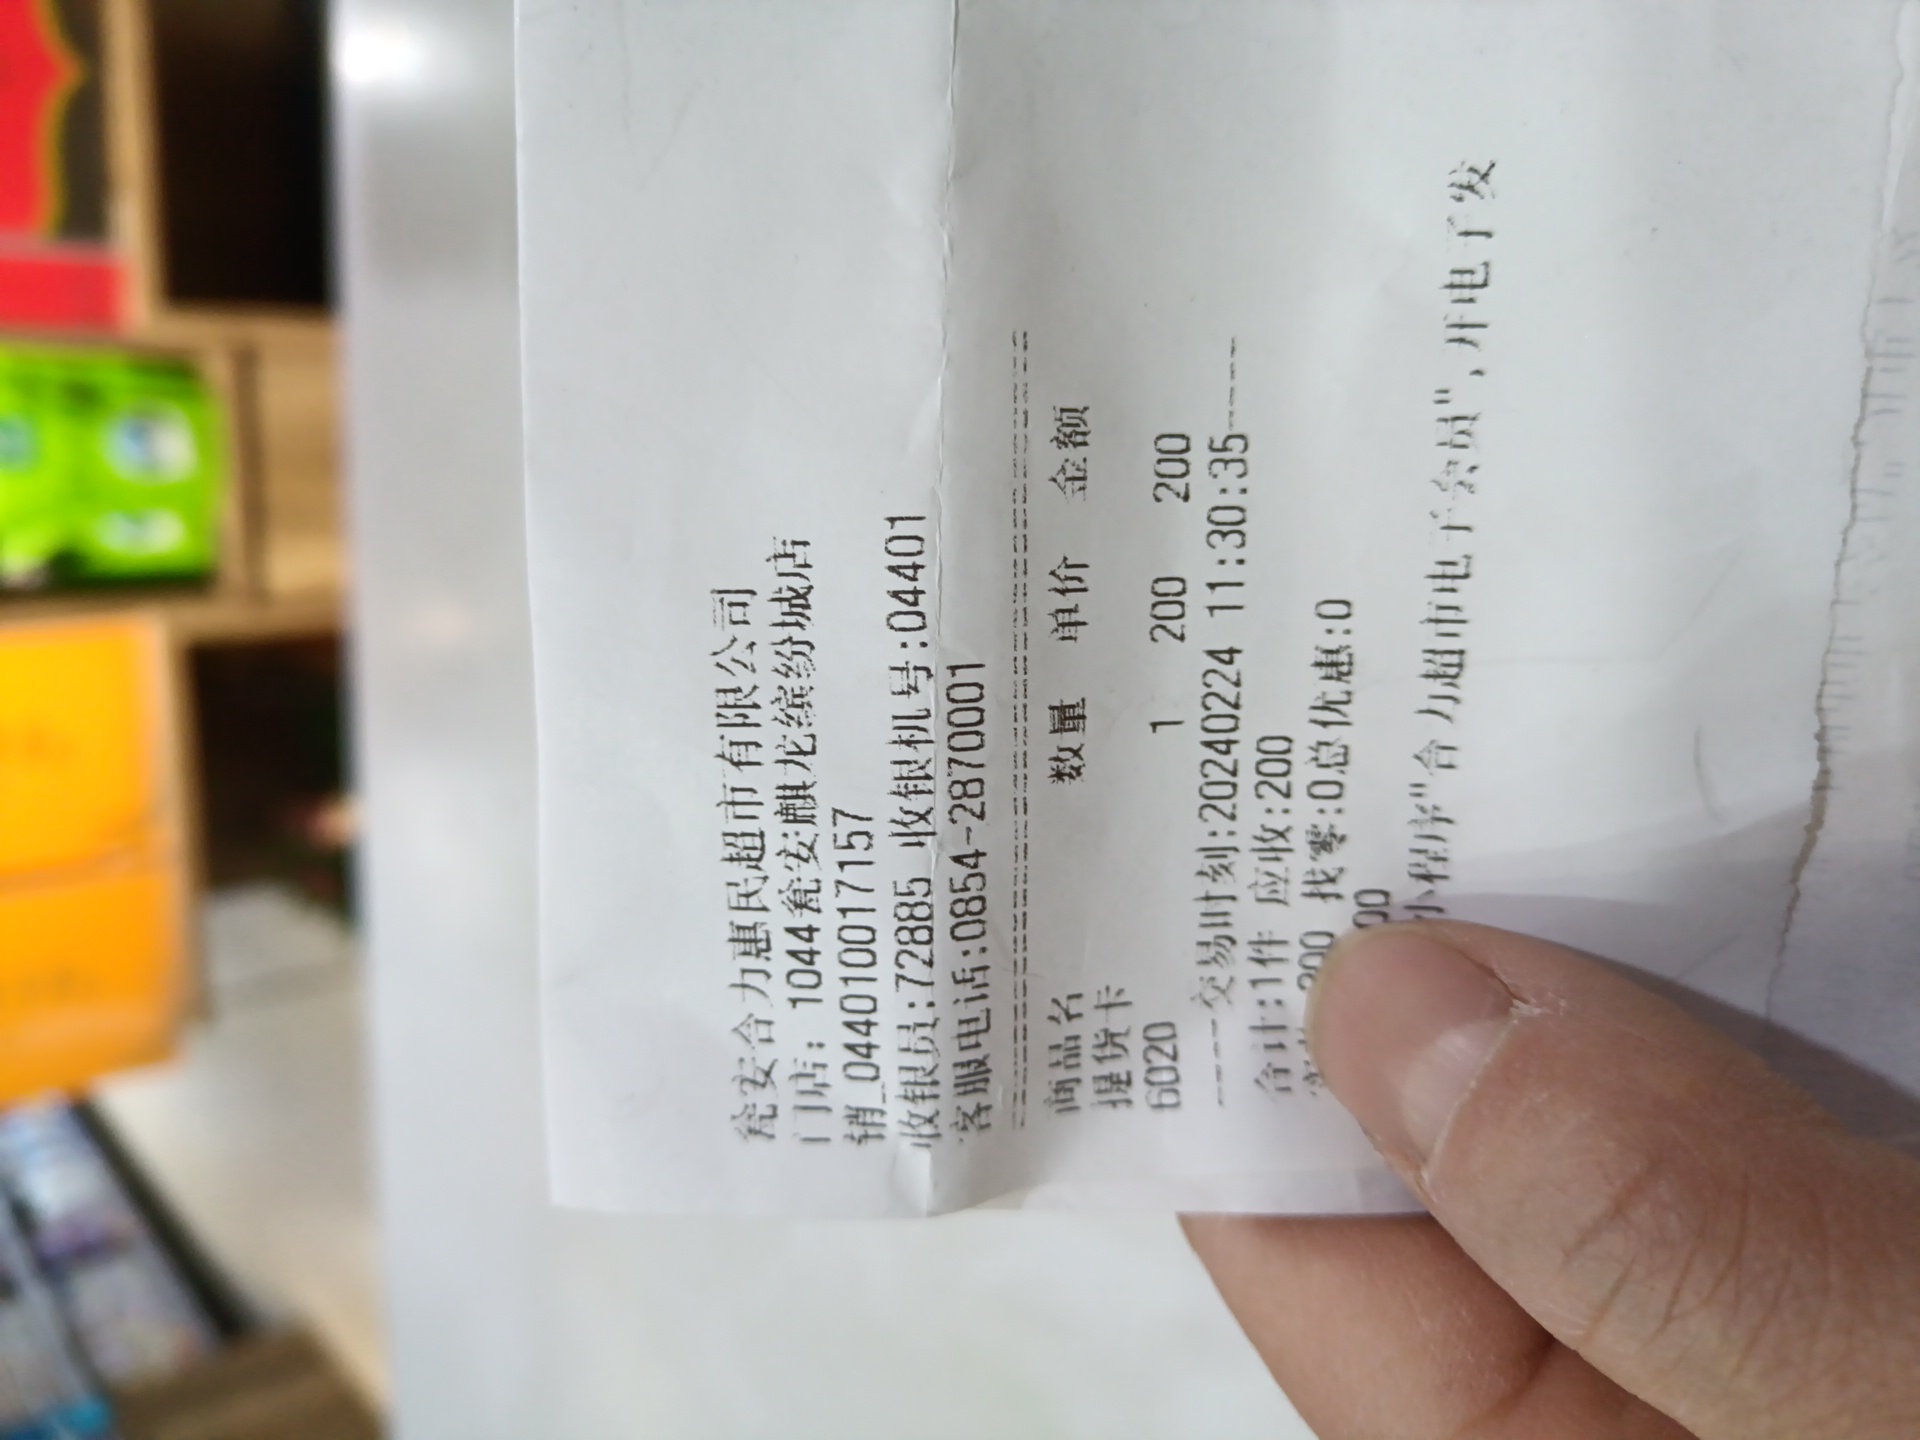 瓮安合力惠民超市有限公司
门店: 1044瓮安麒龙缤纷城店
销_044010017157
收银员:72885 收银机号:04401
客服电话:0854-2870001
商品名 数量 单价 金额
提货卡
6020 1 200 200
----交易时刻:20240224 11:30:35----
合计:1件 应收:200
200 找零:0总优惠:0
00
小程序"合力超市电子会员",开电子发